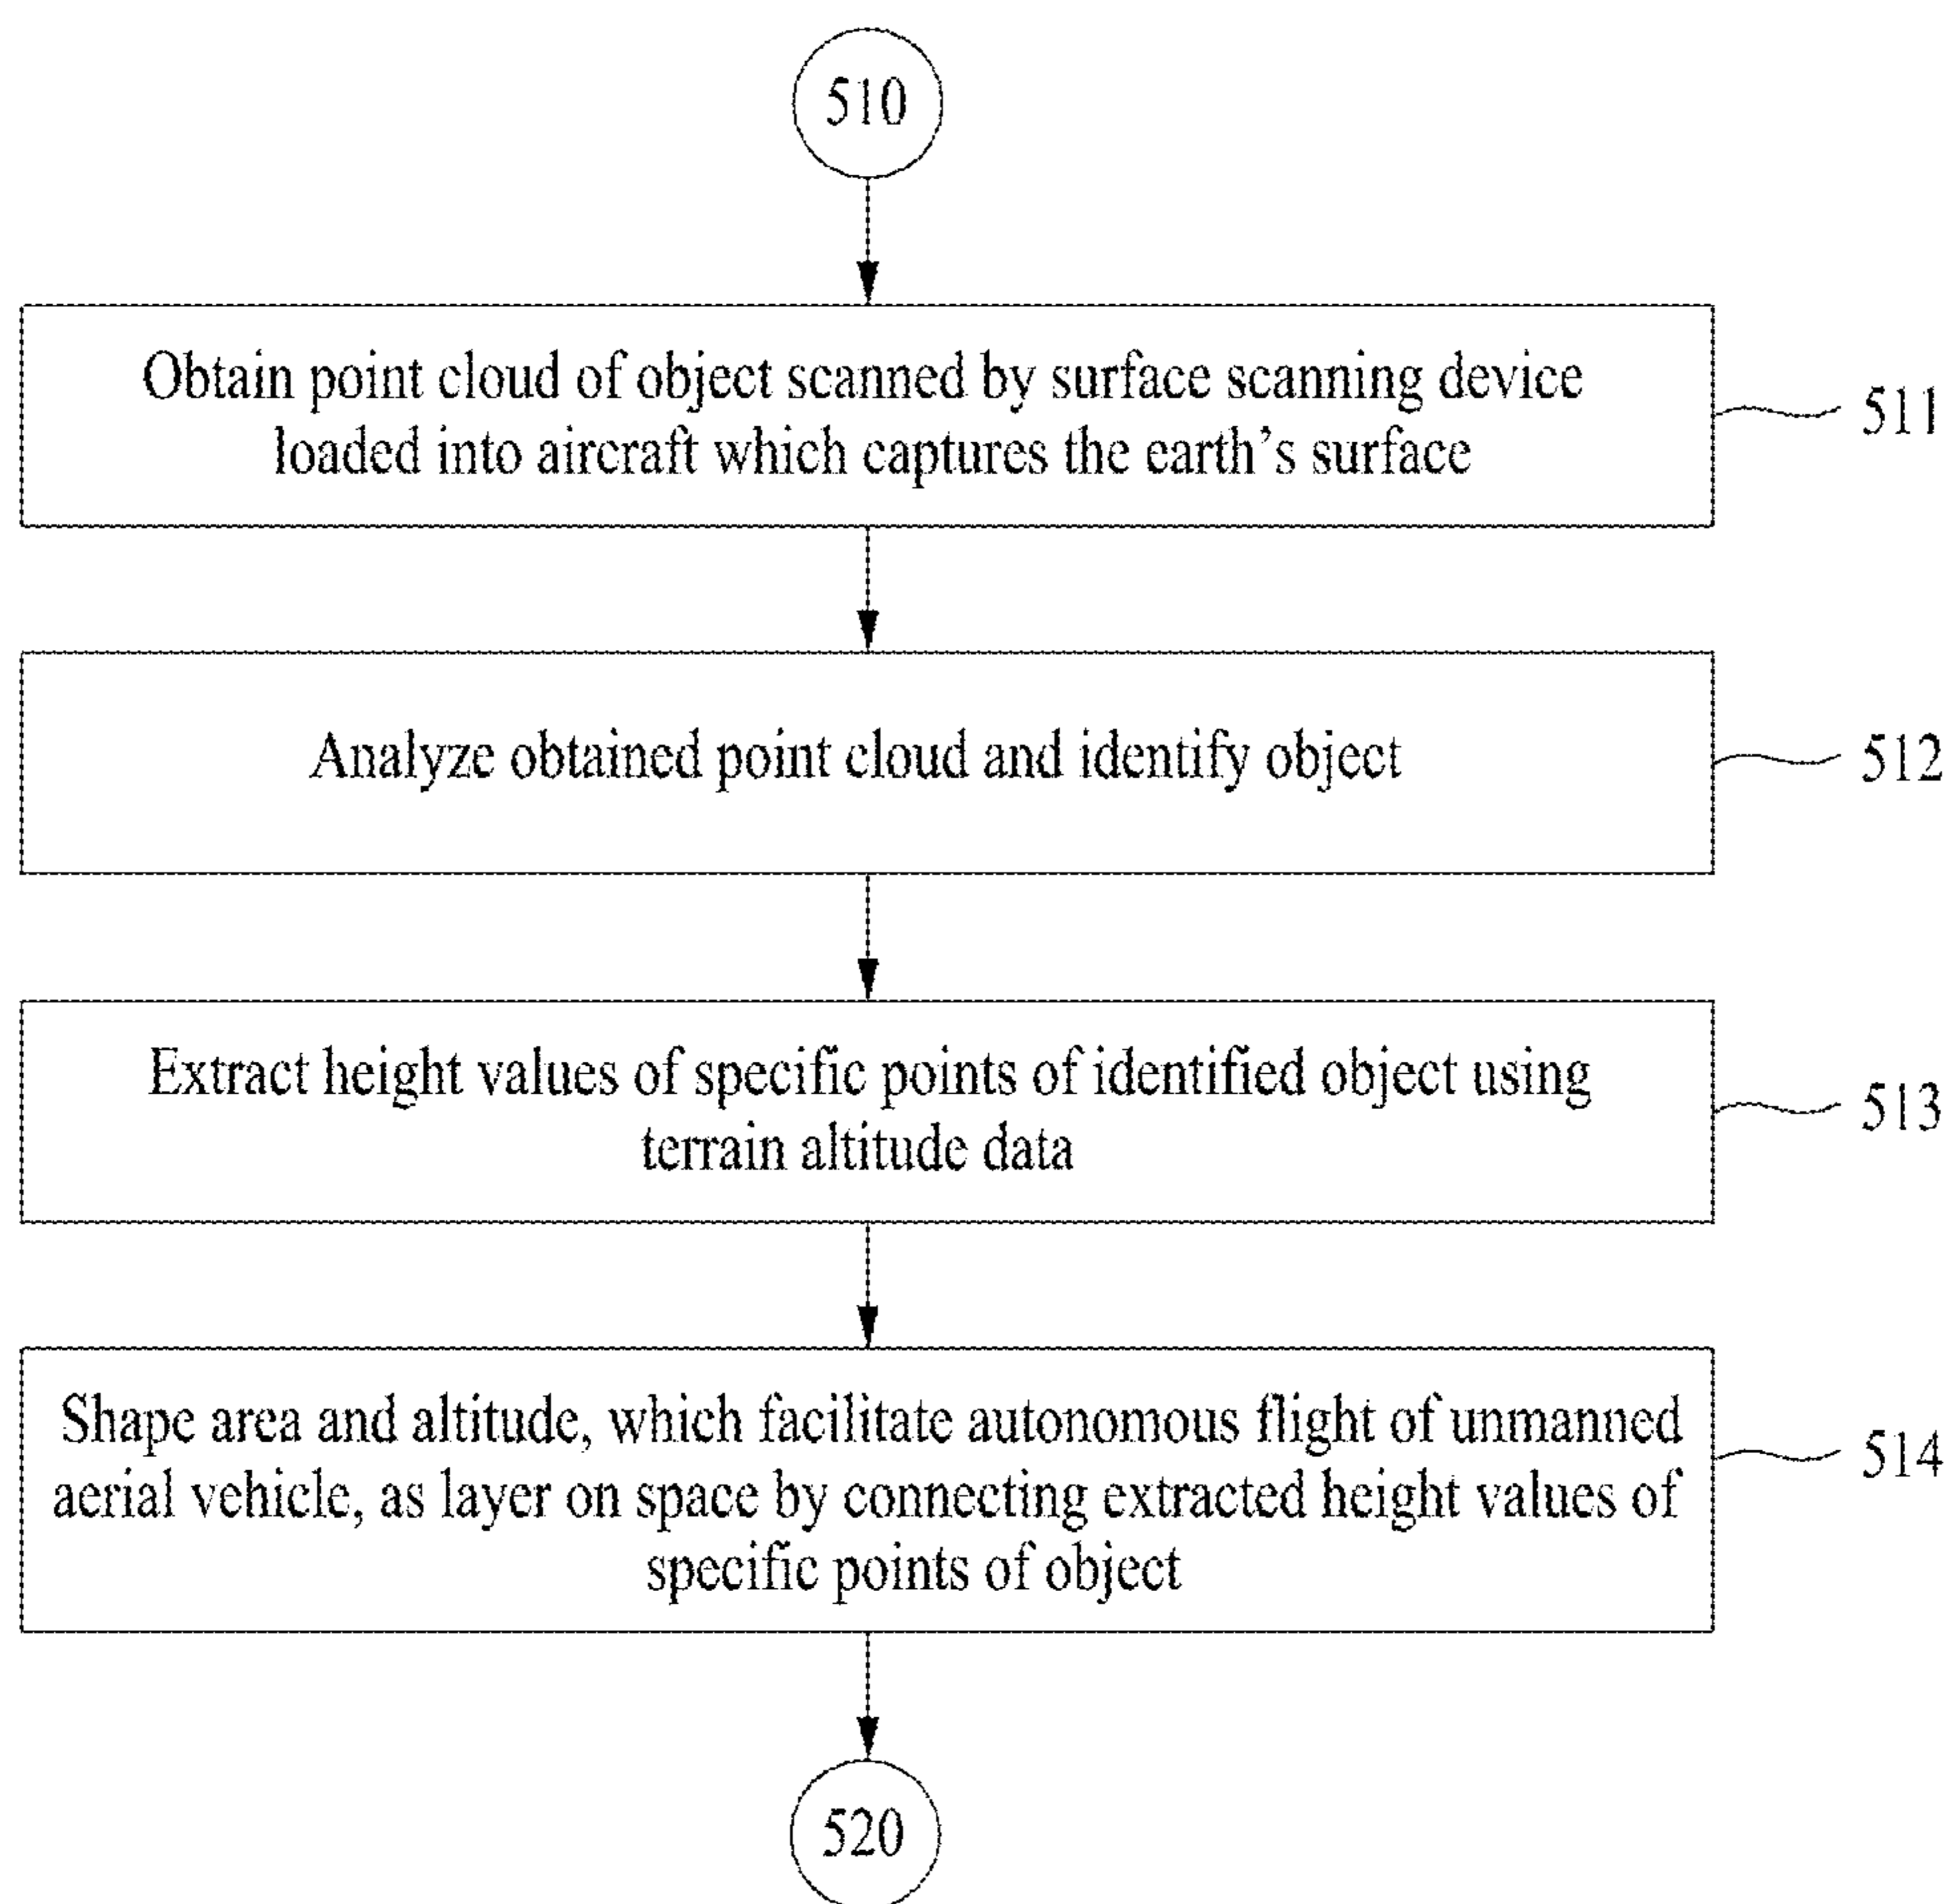 510
Obtain point cloud of object scanned by surface scanning device
loaded into aircraft which captures the earth’s surface
511
Analyze obtained point cloud and identify object
512
Extract height values of specific points of identified object using
terrain altitude data
513
Shape area and altitude, which facilitate autonomous flight of unmanned
aerial vehicle, as layer on space by connecting extracted height values of
specific points of object
514
520